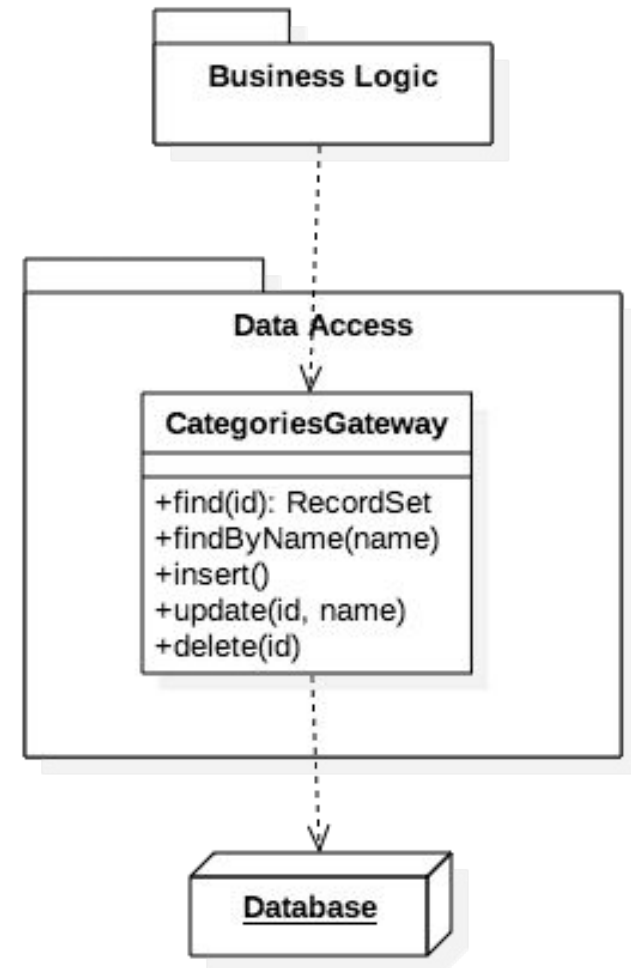 Business Logic
Data Access
CategoriesGateway
+find(id): RecordSet
+findByName(name)
+insert()
+update(id, name)
+delete(id)
Database